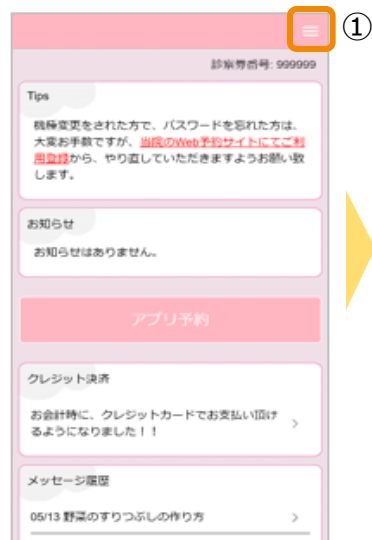 ①
診察券番号: 999999
Tips
機種変更をされた方で、パスワードを忘れた方は、
大変お手数ですが、当院のWeb予約サイトにてご利
用登録から、やり直していただきますようお願い致
します。
お知らせ
お知らせはありません。
アプリ予約
クレジット決済
お会計時に、クレジットカードでお支払い頂け
るようになりました！！
メッセージ履歴
05/13 野菜のすりつぶしの作り方